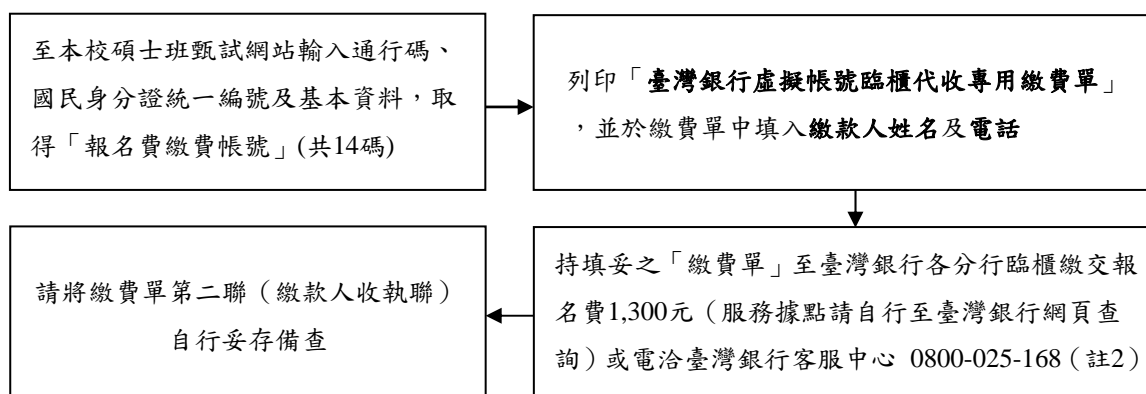 至本校碩士班甄試網站輸入通行碼、
國民身分證統一編號及基本資料，取
得「報名費繳費帳號」(共14碼)
列印「臺灣銀行虛擬帳號臨櫃代收專用繳費單」
，並於繳費單中填入繳款人姓名及電話
持填妥之「繳費單」至臺灣銀行各分行臨櫃繳交報
名費1,300元（服務據點請自行至臺灣銀行網頁查
詢）或電洽臺灣銀行客服中心 0800-025-168（註2）
請將繳費單第二聯（繳款人收執聯）
自行妥存備查